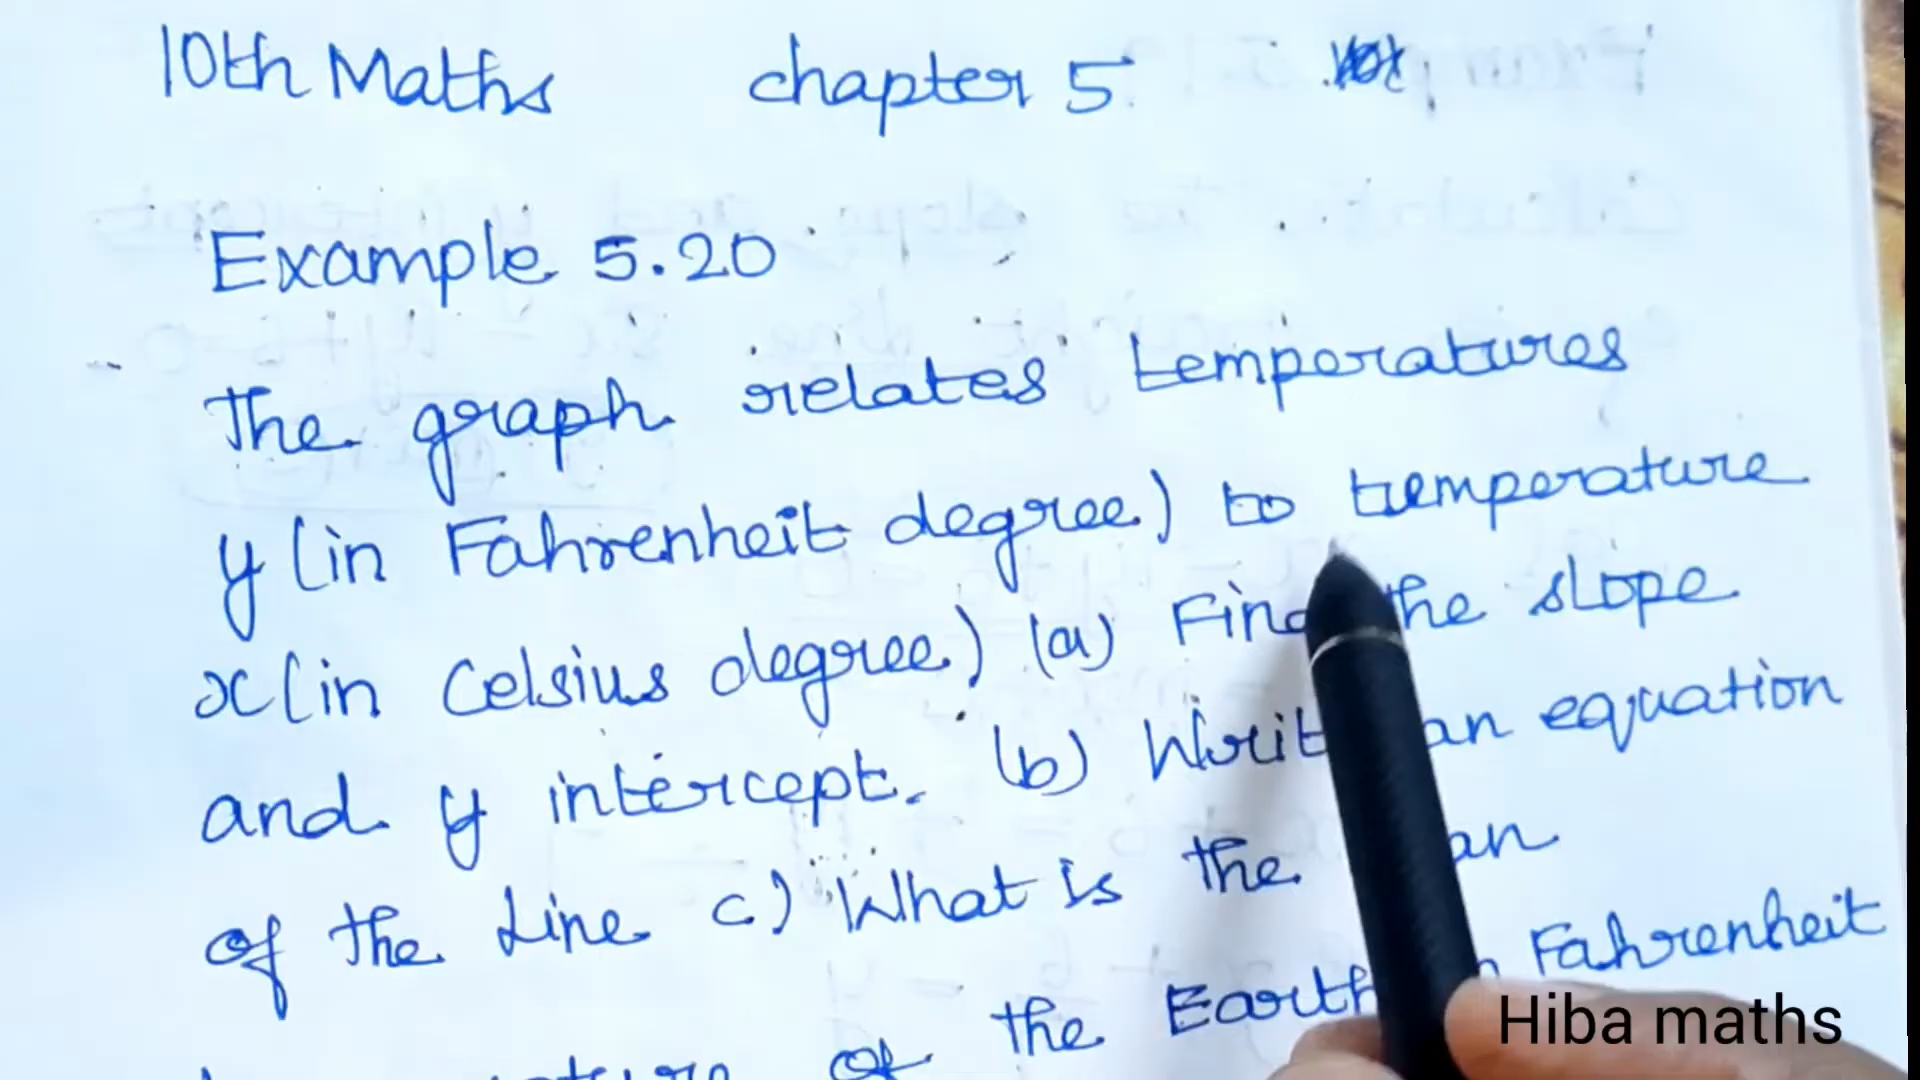 10th Maths chapter 5
Example 5.20
The graph relates temperatures
y (in Fahrenheit degree) to temperature
x (in Celsius degree) (a) Find the slope
and y intercept. (b) Write an equation
of the Line c) What is the
the Earth Fahrenheit
Hiba maths